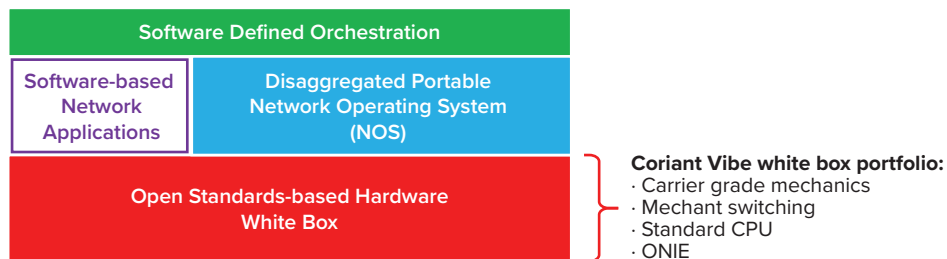 Software Defined Orchestration
Software-based
Network
Applications
Disaggregated Portable
Network Operating System
(NOS)
Open Standards-based Hardware
White Box
Coriant Vibe white box portfolio:
· Carrier grade mechanics
· Mechant switching
· Standard CPU
· ONIE